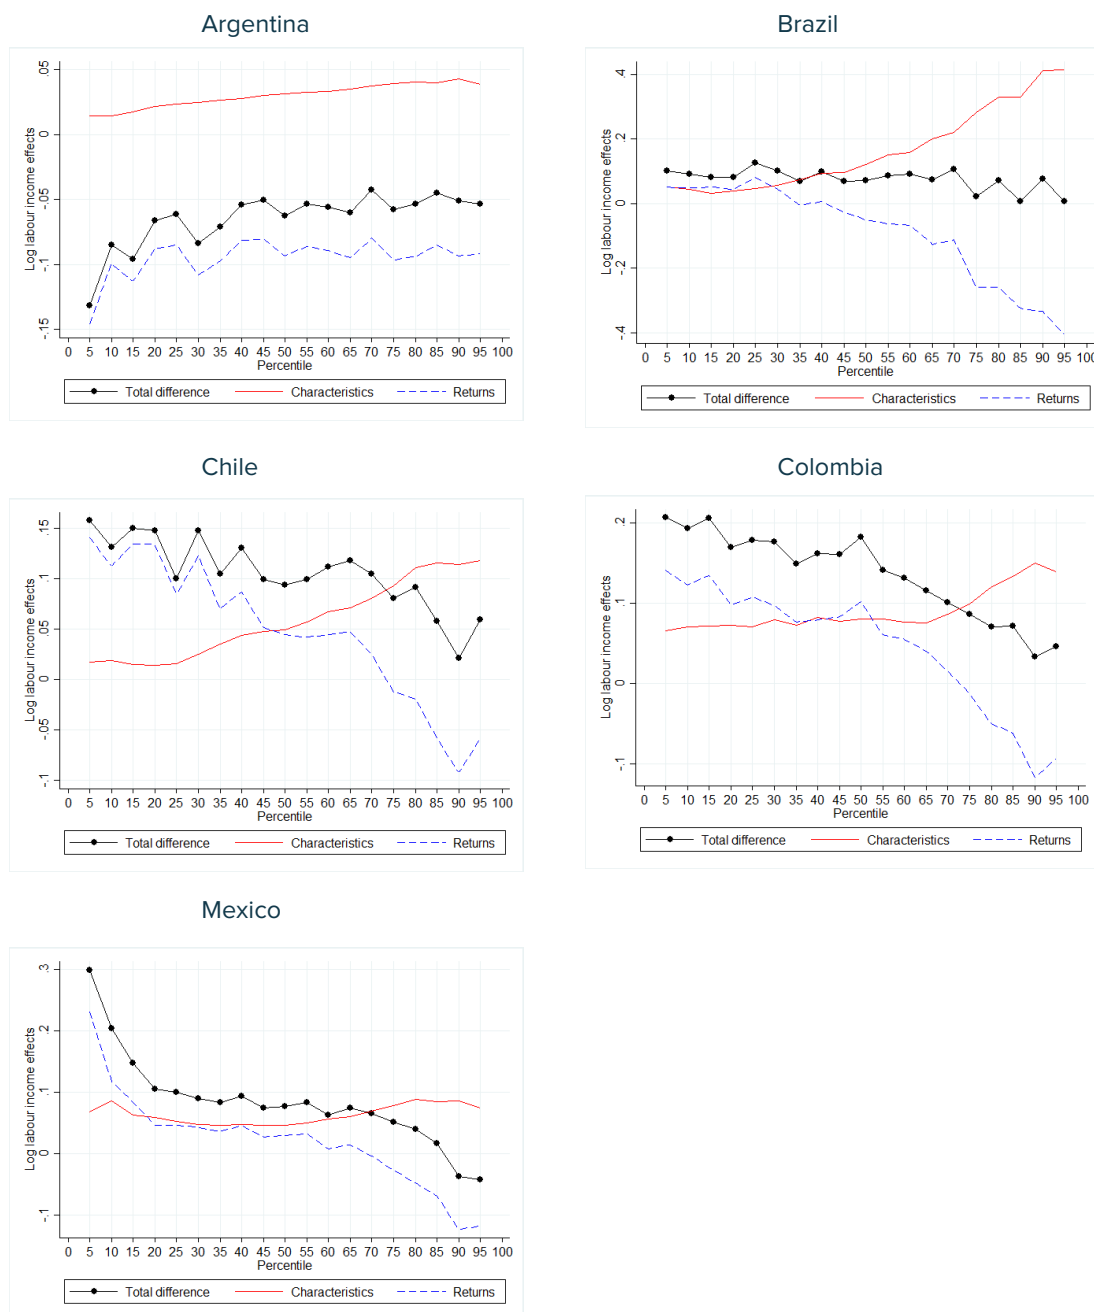 Argentina
Log labour income effects
.05
0
-.05
-.1
-.15
0 5 10 15 20 25 30 35 40 45 50 55 60 65 70 75 80 85 90 95 100
Percentile
Total difference Characteristics Returns
Brazil
Log labour income effects
.4
.2
0
-.2
-.4
0 5 10 15 20 25 30 35 40 45 50 55 60 65 70 75 80 85 90 95 100
Percentile
Total difference Characteristics Returns
Chile
Log labour income effects
.15
.1
.05
0
-.05
-.1
0 5 10 15 20 25 30 35 40 45 50 55 60 65 70 75 80 85 90 95 100
Percentile
Total difference Characteristics Returns
Colombia
Log labour income effects
.2
.1
0
-.1
0 5 10 15 20 25 30 35 40 45 50 55 60 65 70 75 80 85 90 95 100
Percentile
Total difference Characteristics Returns
Mexico
Log labour income effects
.3
.2
.1
0
-.1
0 5 10 15 20 25 30 35 40 45 50 55 60 65 70 75 80 85 90 95 100
Percentile
Total difference Characteristics Returns